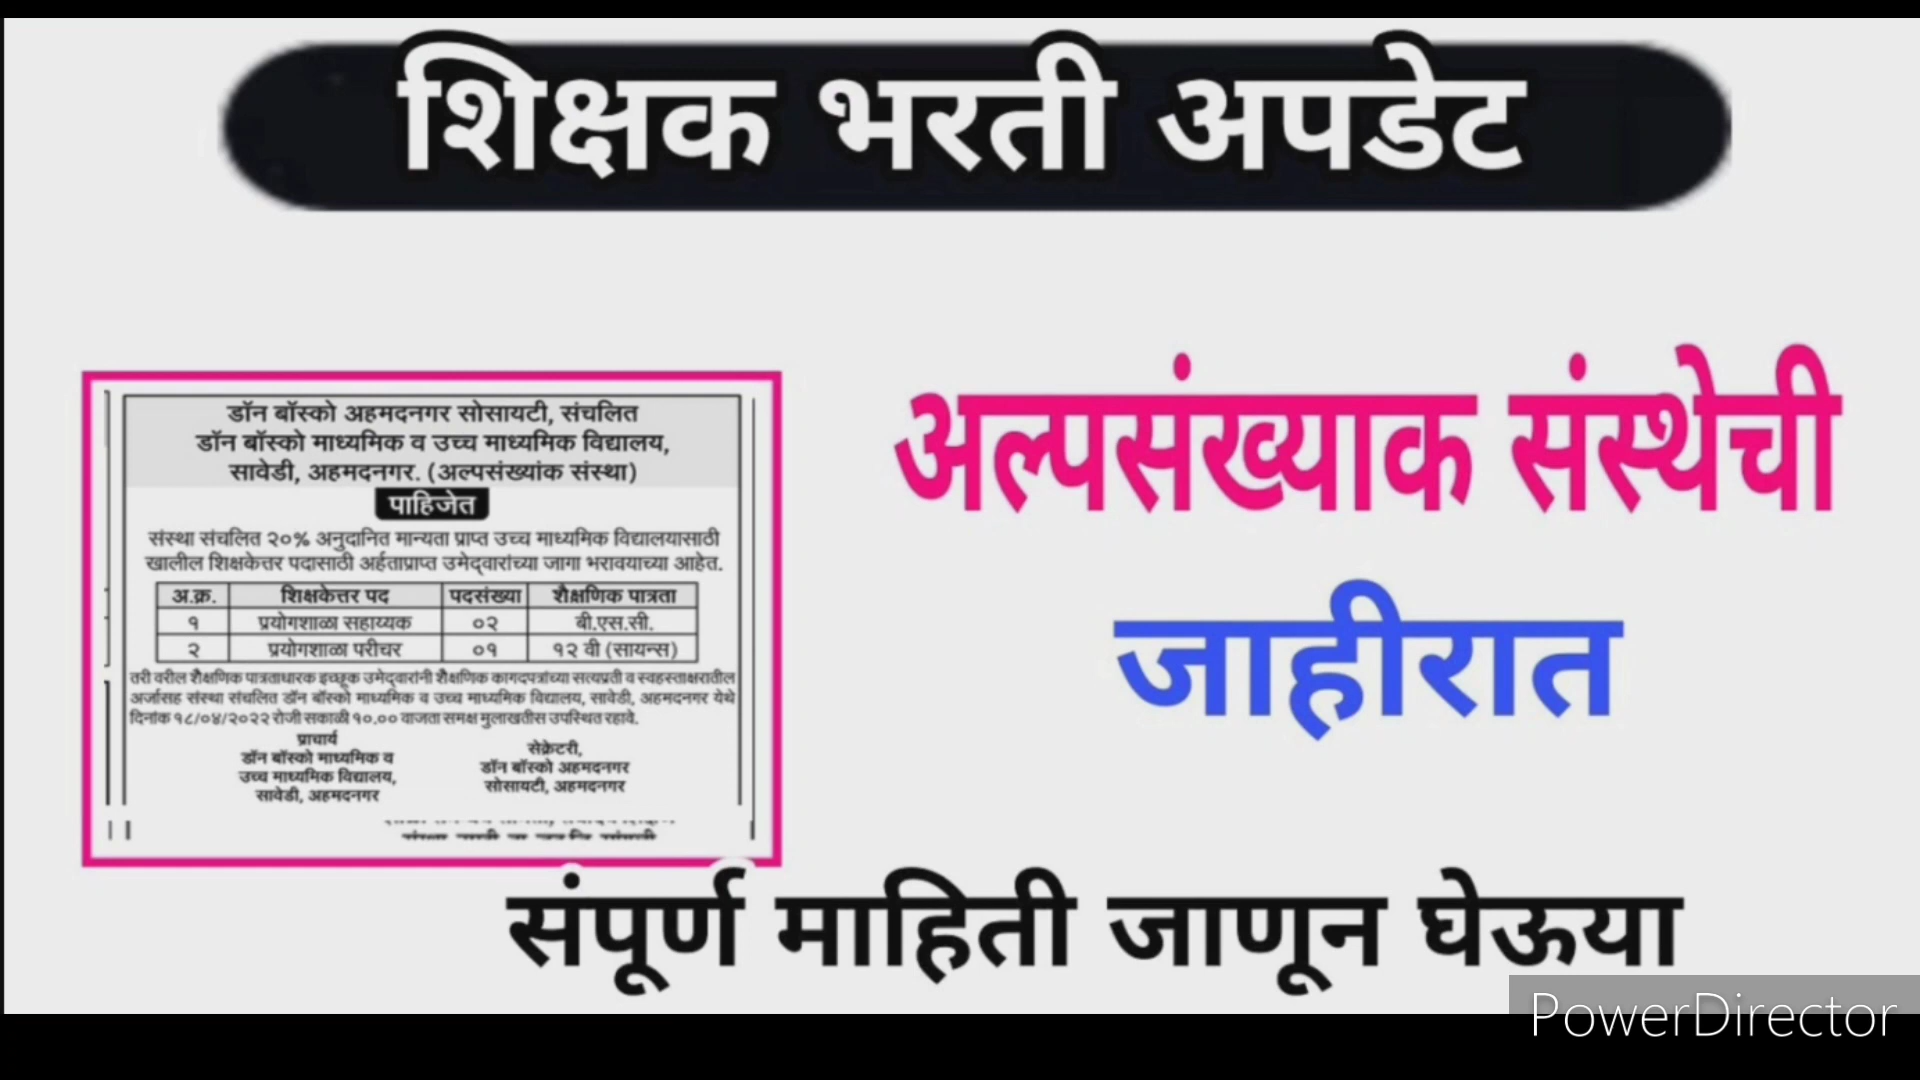 शिक्षक भरती अपडेट
डॉन बॉस्को अहमदनगर सोसायटी, संचलित
डॉन बॉस्को माध्यमिक व उच्च माध्यमिक विद्यालय,
सावेडी, अहमदनगर. (अल्पसंख्यांक संस्था)
पाहिजेत
संस्था संचलित २०% अनुदानित मान्यता प्राप्त उच्च माध्यमिक विद्यालयासाठी
खालील शिक्षकेत्तर पदासाठी अर्हताप्राप्त उमेद्वारांच्या जागा भरावयाच्या आहेत.
अ.क्र. शिक्षकेत्तर पद पदसंख्या शैक्षणिक पात्रता
१ प्रयोगशाळा सहाय्यक ०२ बी.एस.सी.
२ प्रयोगशाळा परीचर ०१ १२ वी (सायन्स)
तरी वरील शैक्षणिक पात्रताधारक इच्छूक उमेद्वारांनी शैक्षणिक कागदपत्रांच्या सत्यप्रती व स्वहस्ताक्षरातील
अर्जासह संस्था संचलित डॉन बॉस्को माध्यमिक व उच्च माध्यमिक विद्यालय, सावेडी, अहमदनगर येथे
दिनांक १८/०४/२०२२ रोजी सकाळी १०.०० वाजता समक्ष मुलाखतीस उपस्थित रहावे.
प्राचार्य
डॉन बॉस्को माध्यमिक व
उच्च माध्यमिक विद्यालय,
सावेडी, अहमदनगर
सेक्रेटरी,
डॉन बॉस्को अहमदनगर
सोसायटी, अहमदनगर
अल्पसंख्याक संस्थेची
जाहीरात
संपूर्ण माहिती जाणून घेऊया
PowerDirector